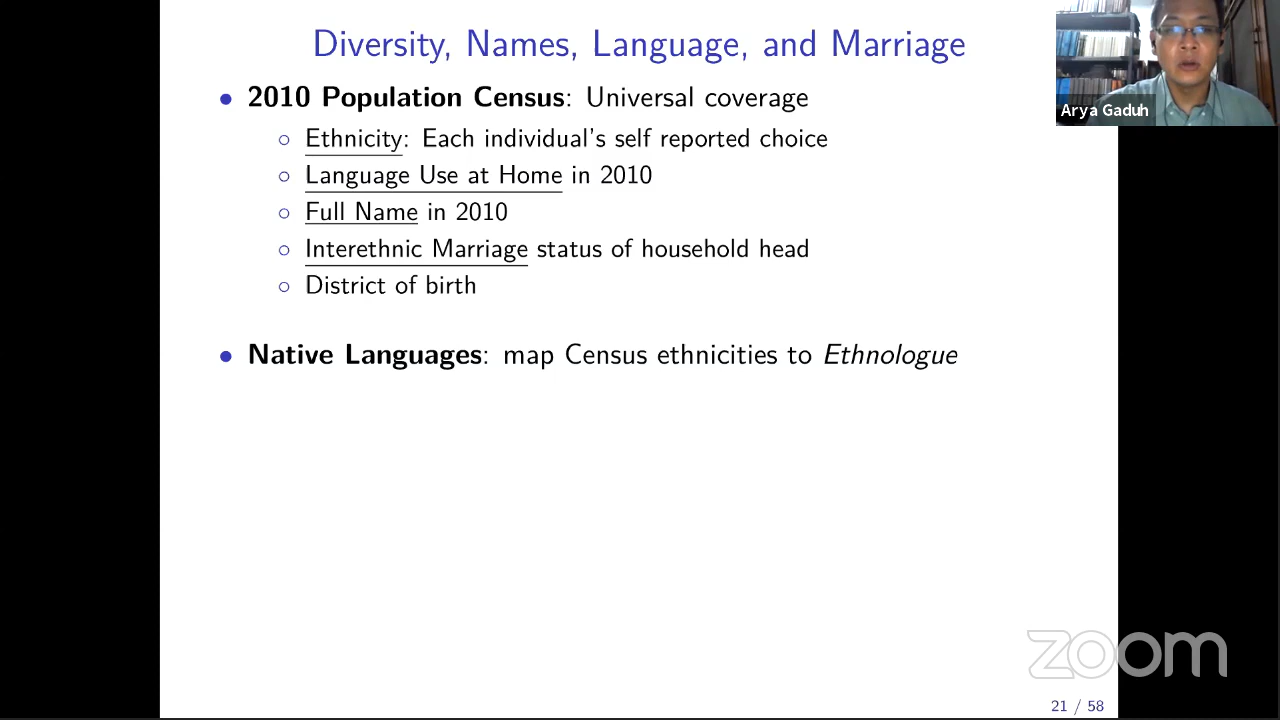 Diversity, Names, Language, and Marriage
• 2010 Population Census: Universal coverage
◦ Ethnicity: Each individual's self reported choice
◦ Language Use at Home in 2010
◦ Full Name in 2010
◦ Interethnic Marriage status of household head
◦ District of birth
• Native Languages: map Census ethnicities to Ethnologue
Arya Gaduh
zoom
21 / 58